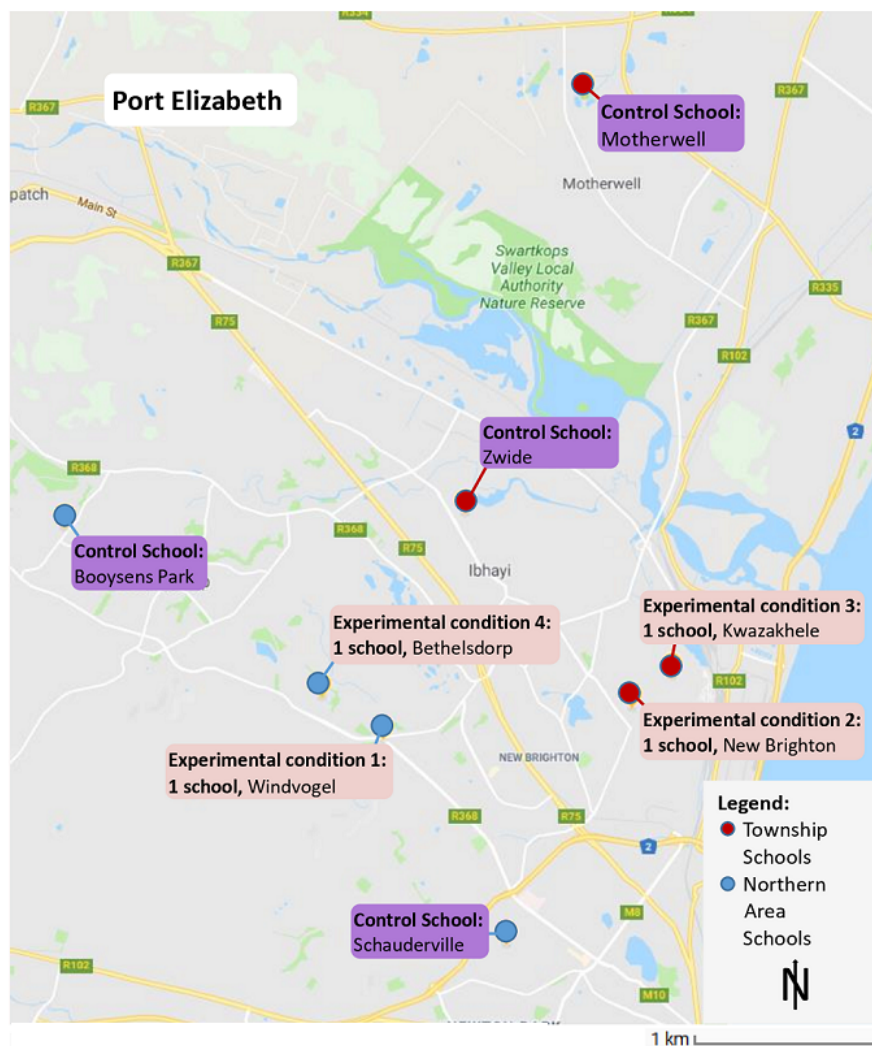 R334
R334
Port Elizabeth
R367
R367
Control School:
Motherwell
Motherwell
patch
Main St
R367
Swartkops
Valley Local
Authority
Nature Reserve
R335
R75
R367
R102
Control School:
Zwide
2
R368
R368
R75
Control School:
Booysens Park
Ibhayi
Experimental condition 3:
1 school, Kwazakhele
Experimental condition 4:
1 school, Bethelsdorp
R102
Experimental condition 2:
1 school, New Brighton
Experimental condition 1:
1 school, Windvogel
NEW BRIGHTON
R368
R75
2
Legend:
Township
Schools
Northern
Area
Schools
N
Control School:
Schauderville
M8
R102
M10
1 km